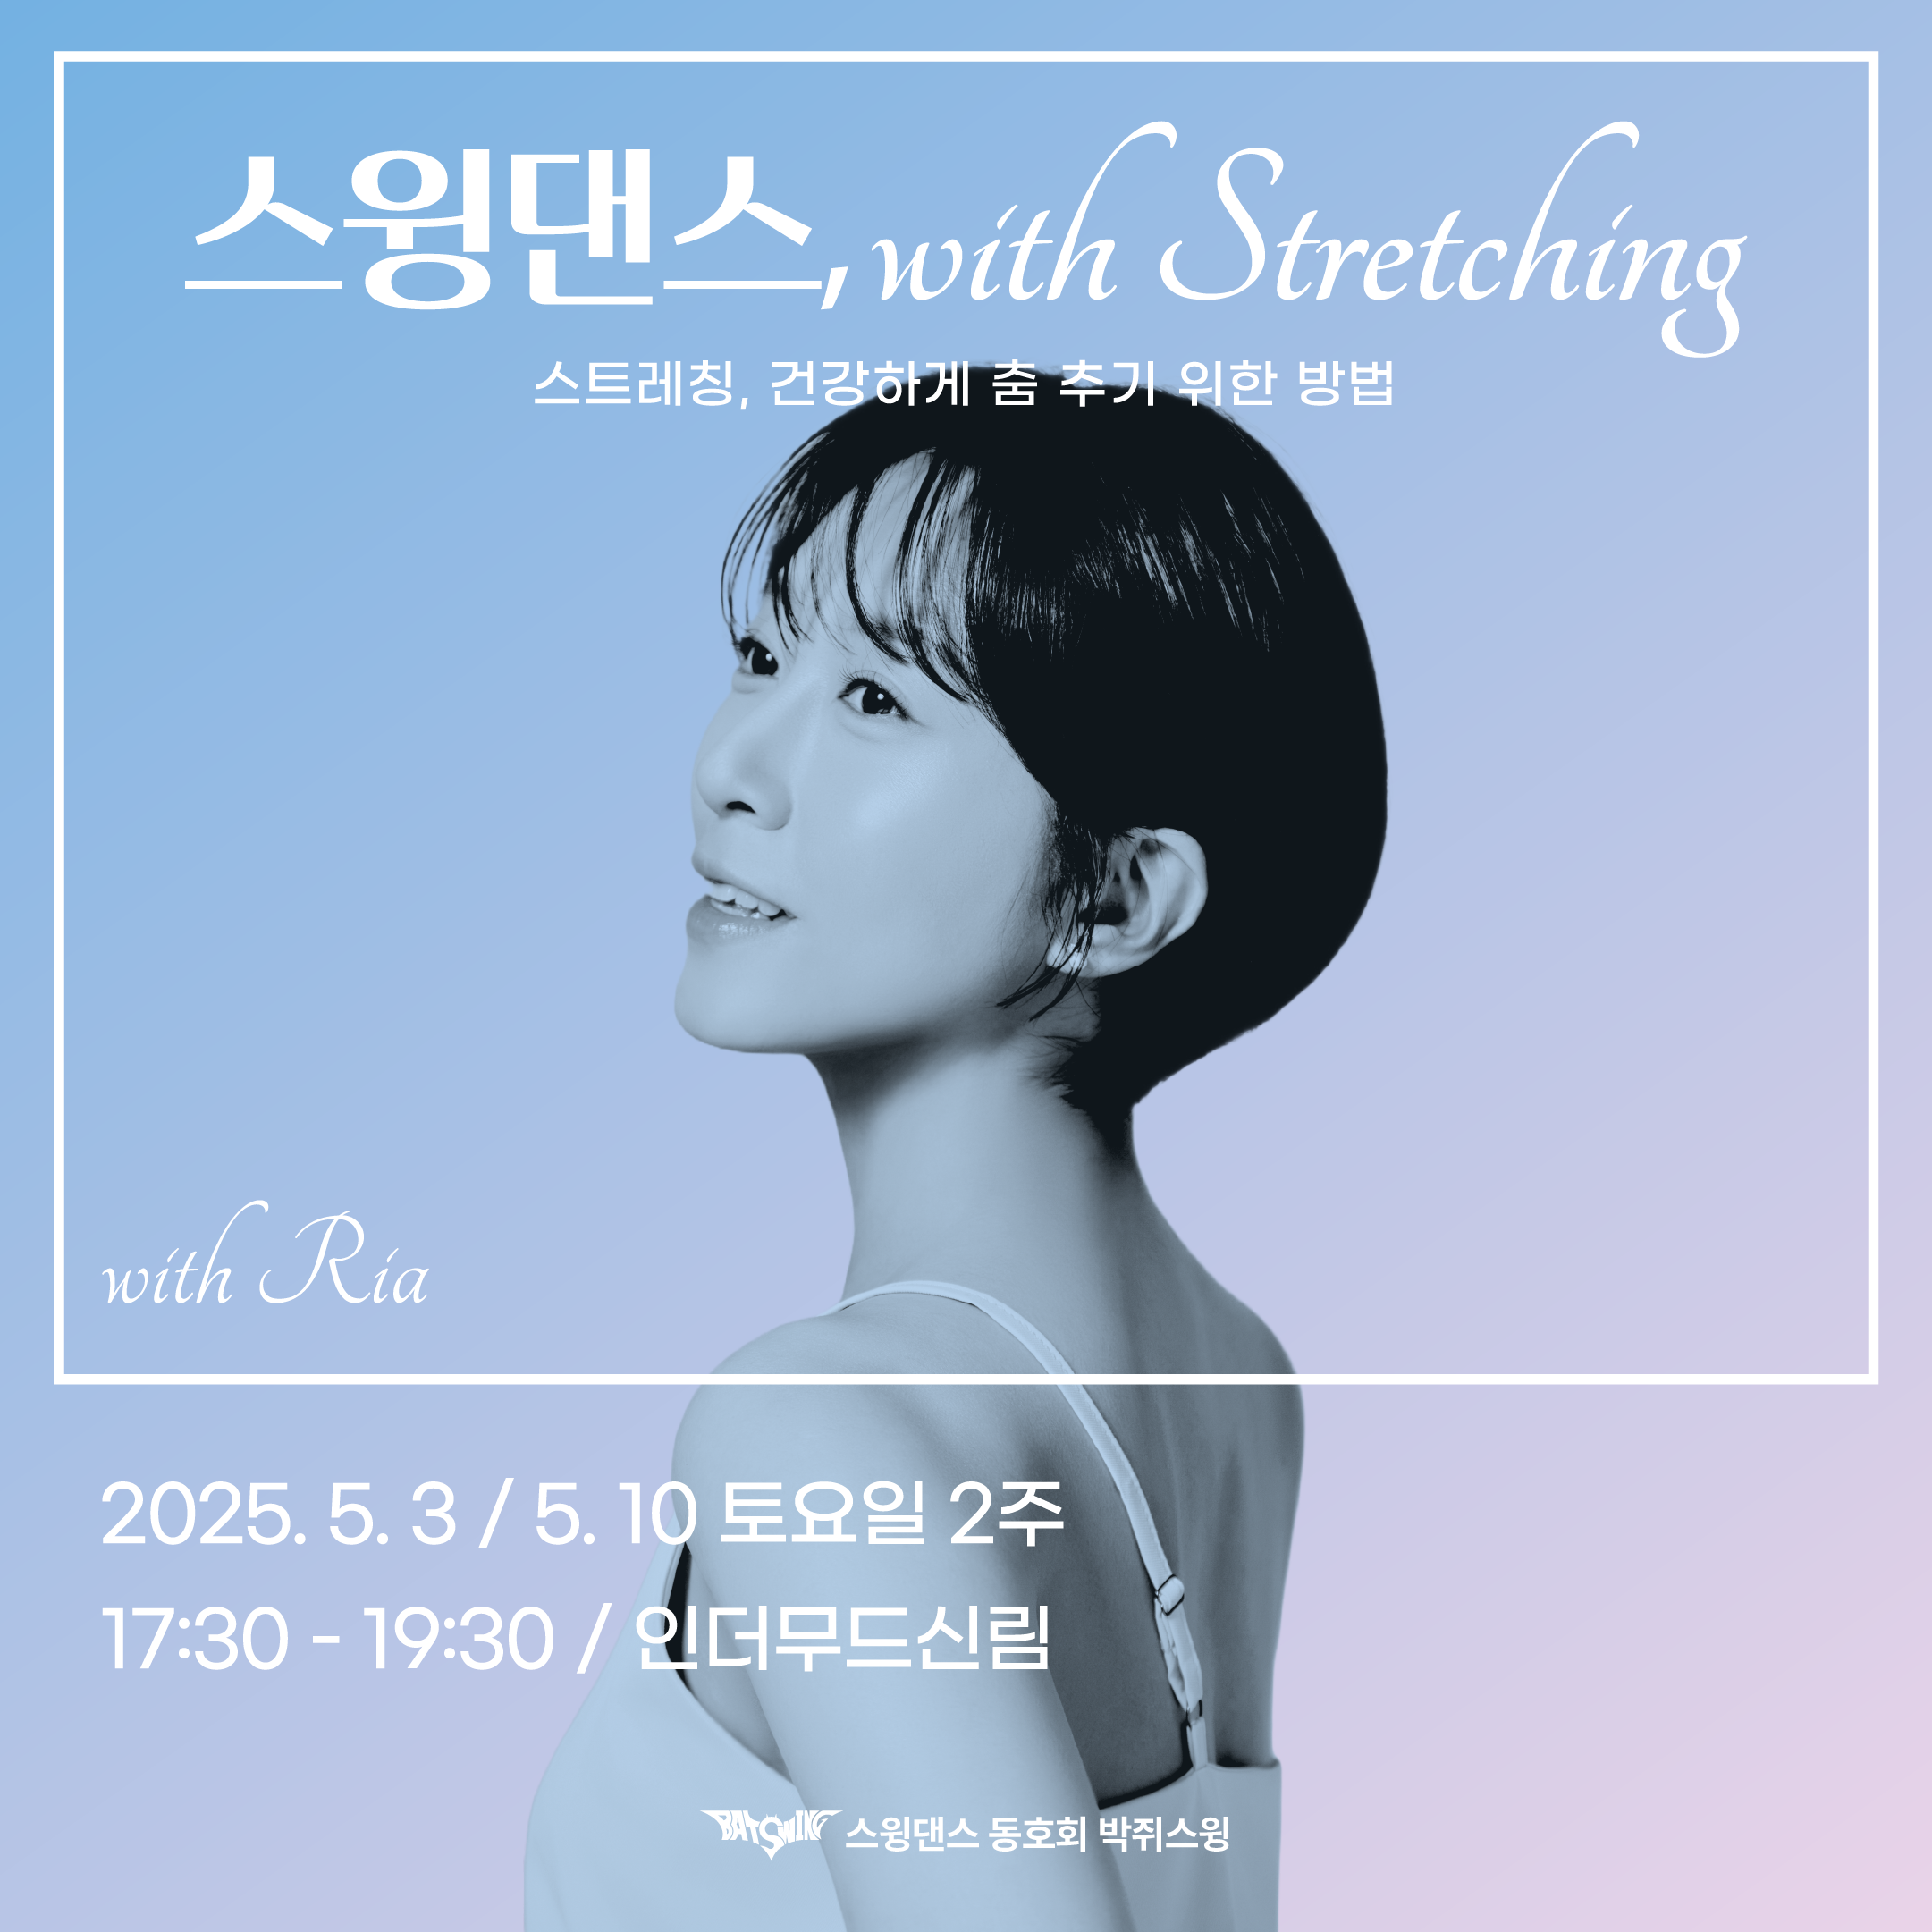 스윙댄스, with Stretching
스트레칭, 건강하게 춤 추기 위한 방법
with Ria
2025. 5. 3 / 5. 10 토요일 2주
17:30 - 19:30 / 인더무드신림
BATSWING 스윙댄스 동호회 박쥐스윙